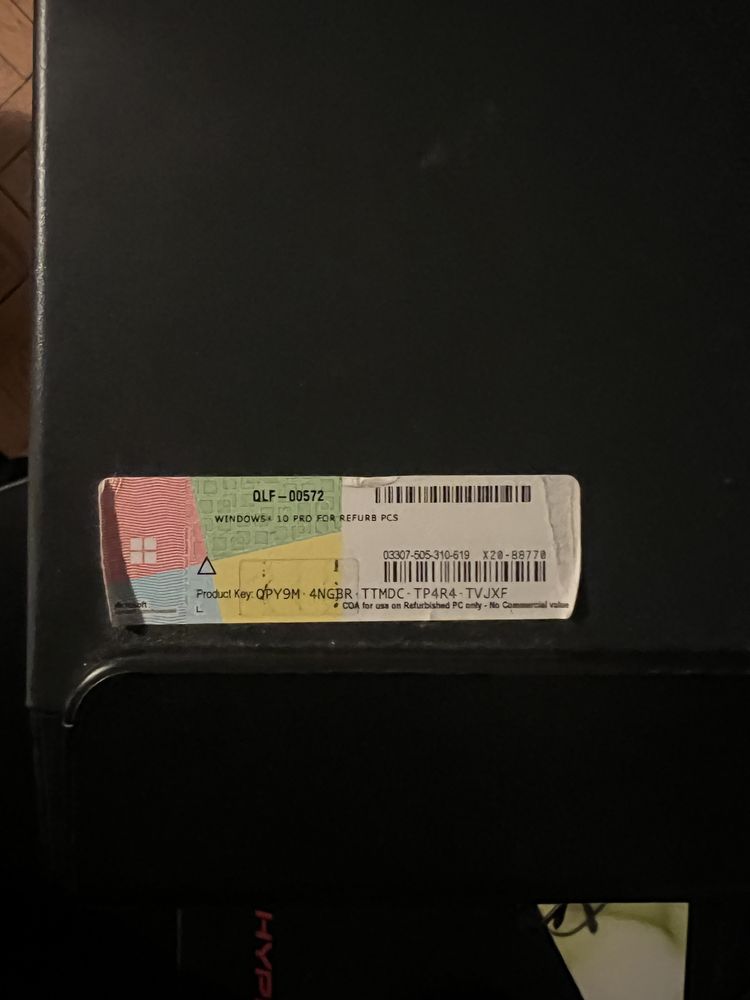 QLF-00572
WINDOWS® 10 PRO FOR REFURB PCS
03307-505-310-619 X20-88770
Product Key: QPY9M-4NGBR-TTMDC-TP4R4-TVJXF
Microsoft
COA for use on Refurbished PC only - No Commercial value